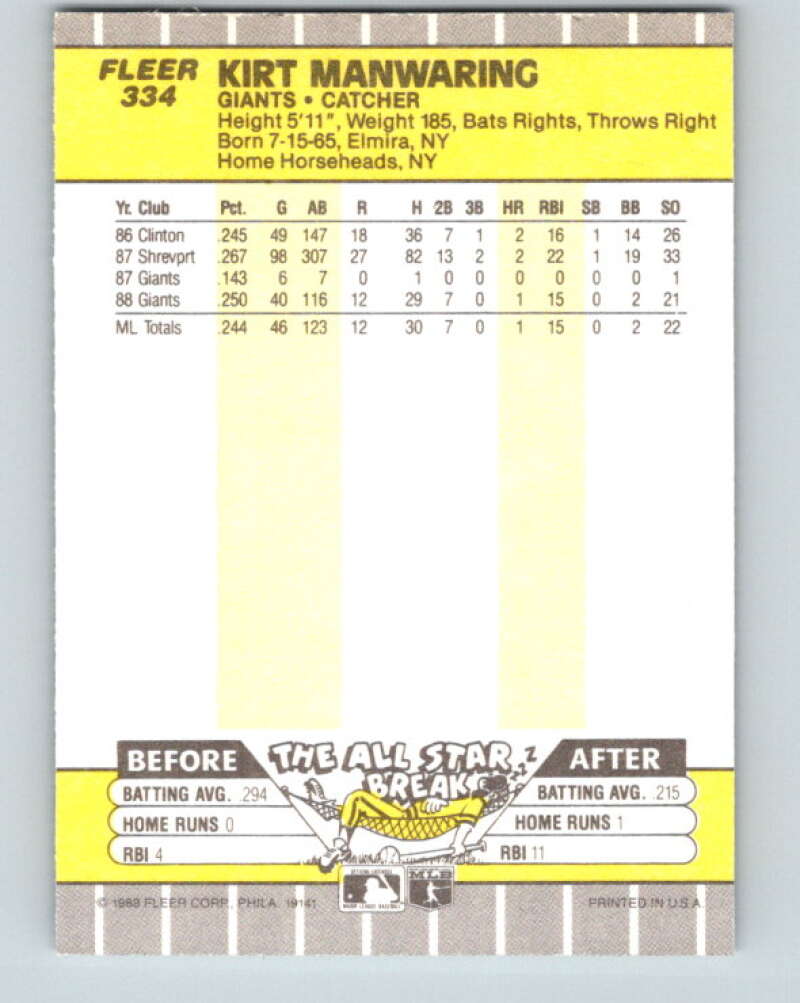 FLEER
334
KIRT MANWARING
GIANTS • CATCHER
Height 5'11", Weight 185, Bats Rights, Throws Right
Born 7-15-65, Elmira, NY
Home Horseheads, NY
Yr. Club Pct. G AB R H 2B 3B HR RBI SB BB SO
86 Clinton .245 49 147 18 36 7 1 2 16 1 14 26
87 Shrevprt .267 98 307 27 82 13 2 2 22 1 19 33
87 Giants .143 6 7 0 1 0 0 0 0 0 0 1
88 Giants .250 40 116 12 29 7 0 1 15 0 2 21
ML Totals .244 46 123 12 30 7 0 1 15 0 2 22
BEFORE THE ALL STAR BREAK AFTER
BATTING AVG. .294
HOME RUNS 0
RBI 4
BATTING AVG. .215
HOME RUNS 1
RBI 11
MLB
© 1989 FLEER CORP., PHILA. 19141
PRINTED IN U.S.A.